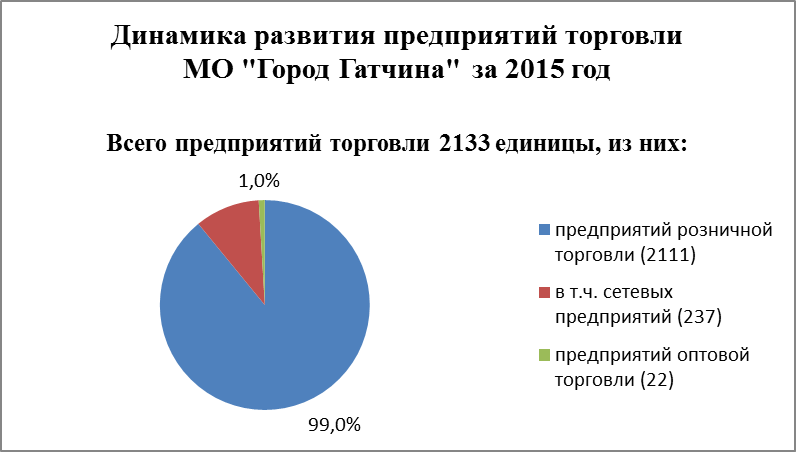 Динамика развития предприятий торговли
МО "Город Гатчина" за 2015 год
Всего предприятий торговли 2133 единицы, из них:
1,0%
99,0%
предприятий розничной
торговли (2111)
в т.ч. сетевых
предприятий (237)
предприятий оптовой
торговли (22)